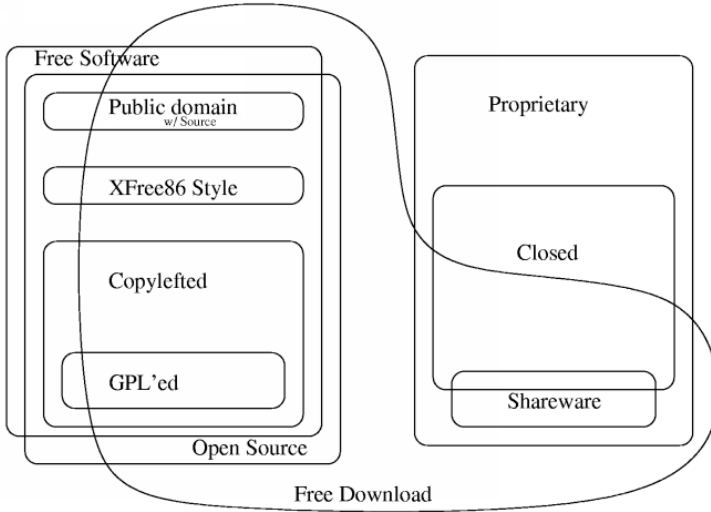 Free Software
Public domain
w/ Source
XFree86 Style
Copylefted
GPL'ed
Open Source
Proprietary
Closed
Shareware
Free Download